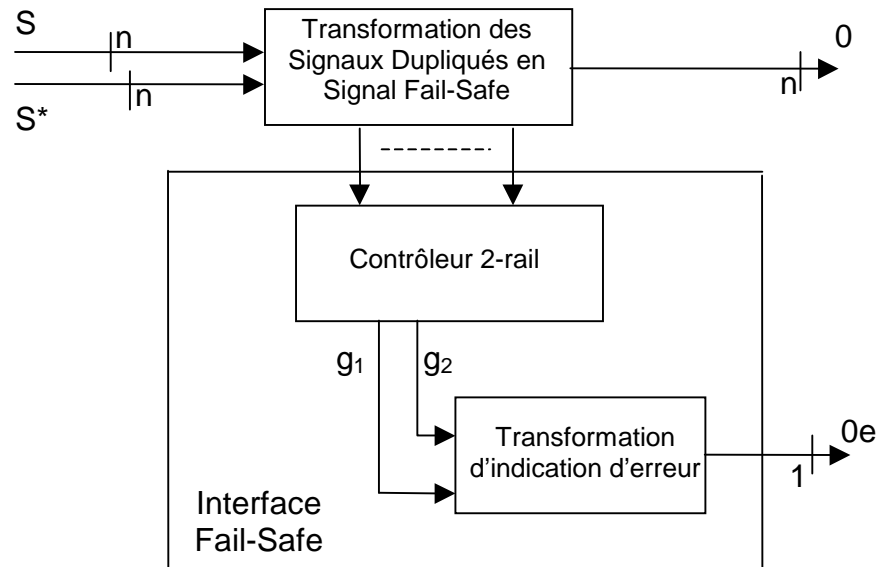 S
n
n
S*
Transformation des
Signaux Dupliqués en
Signal Fail-Safe
0
n
Contrôleur 2-rail
g₁
g₂
Transformation
d'indication d'erreur
0e
1
Interface
Fail-Safe